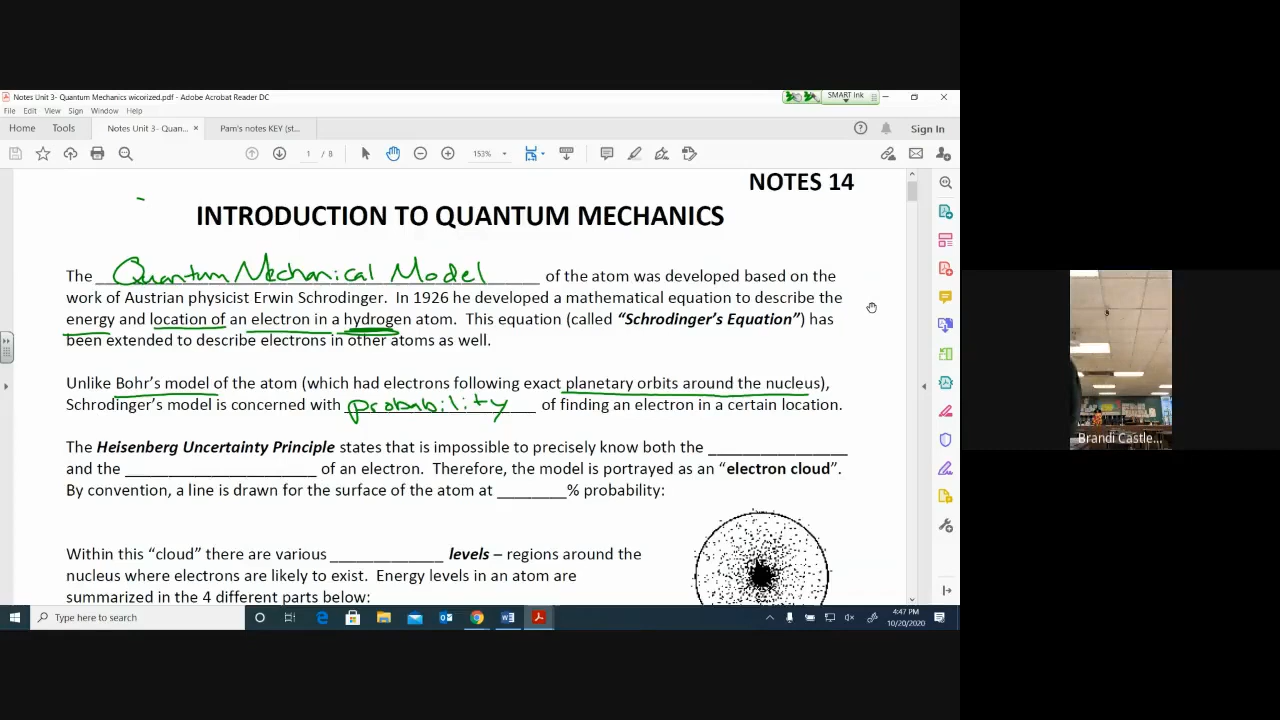 Notes Unit 3- Quantum Mechanics wicorized.pdf - Adobe Acrobat Reader DC
SMART Ink
File Edit View Sign Window Help
Home Tools Notes Unit 3- Quan... × Pam's notes KEY (st... Sign In
1 / 8 153%
NOTES 14
INTRODUCTION TO QUANTUM MECHANICS
The Quantum Mechanical Model of the atom was developed based on the
work of Austrian physicist Erwin Schrodinger. In 1926 he developed a mathematical equation to describe the
energy and location of an electron in a hydrogen atom. This equation (called “Schrodinger’s Equation”) has
been extended to describe electrons in other atoms as well.
Unlike Bohr’s model of the atom (which had electrons following exact planetary orbits around the nucleus),
Schrodinger’s model is concerned with probability of finding an electron in a certain location.
The Heisenberg Uncertainty Principle states that is impossible to precisely know both the ________________
and the ______________________ of an electron. Therefore, the model is portrayed as an “electron cloud”.
By convention, a line is drawn for the surface of the atom at ________% probability:
Within this “cloud” there are various _____________ levels – regions around the
nucleus where electrons are likely to exist. Energy levels in an atom are
summarized in the 4 different parts below:
Brandi Castle...
Type here to search
4:47 PM
10/20/2020